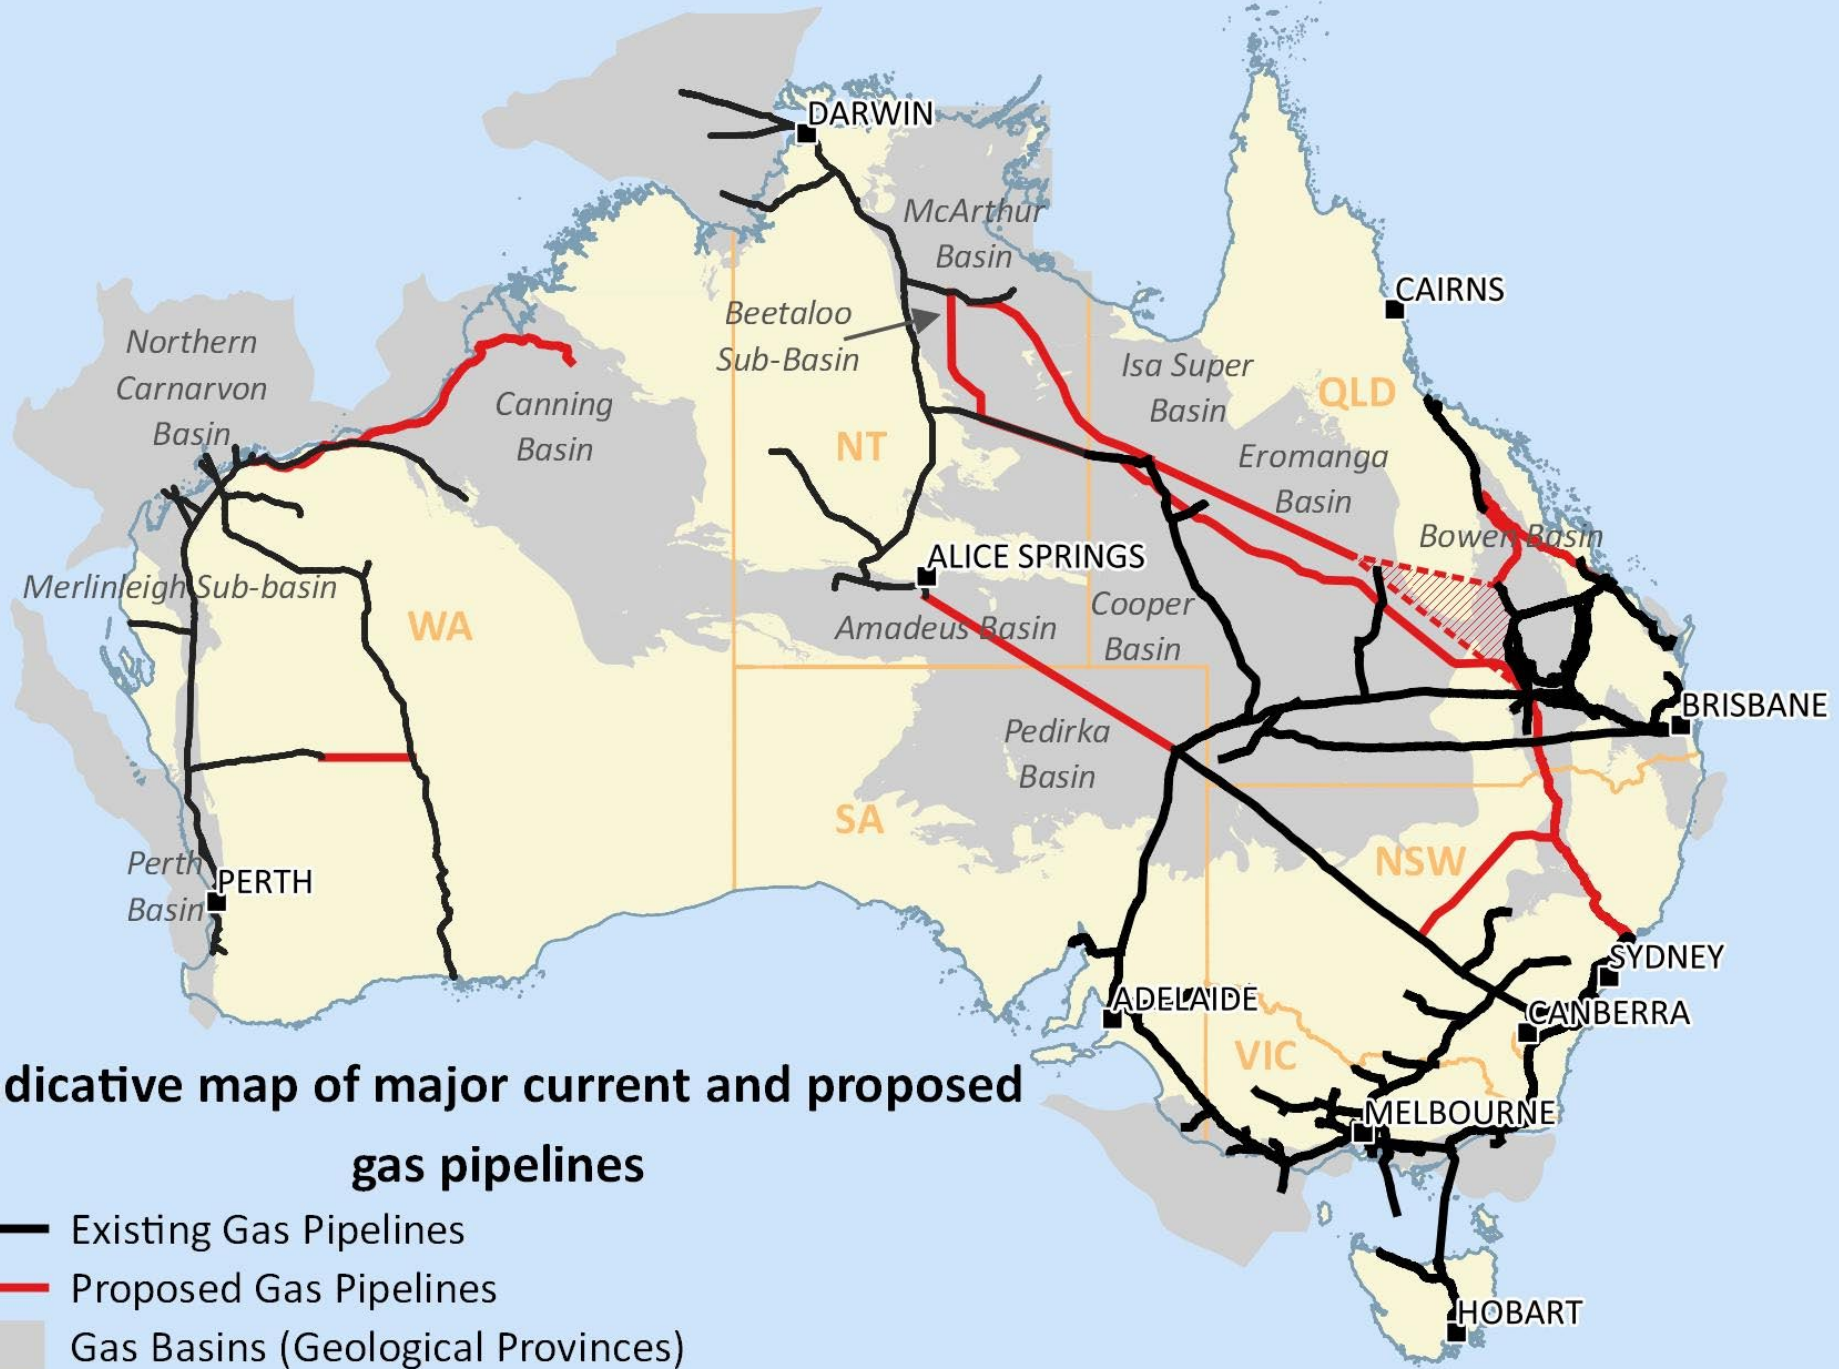 DARWIN
McArthur
Basin
CAIRNS
Beetaloo
Sub-Basin
Northern
Carnarvon
Basin
Canning
Basin
Isa Super
Basin
QLD
NT
Eromanga
Basin
Bowen Basin
ALICE SPRINGS
Merlinleigh Sub-basin
WA
Amadeus Basin
Cooper
Basin
BRISBANE
Pedirka
Basin
SA
NSW
Perth
Basin
PERTH
SYDNEY
ADELAIDE
CANBERRA
VIC
MELBOURNE
HOBART
dicative map of major current and proposed
gas pipelines
Existing Gas Pipelines
Proposed Gas Pipelines
Gas Basins (Geological Provinces)